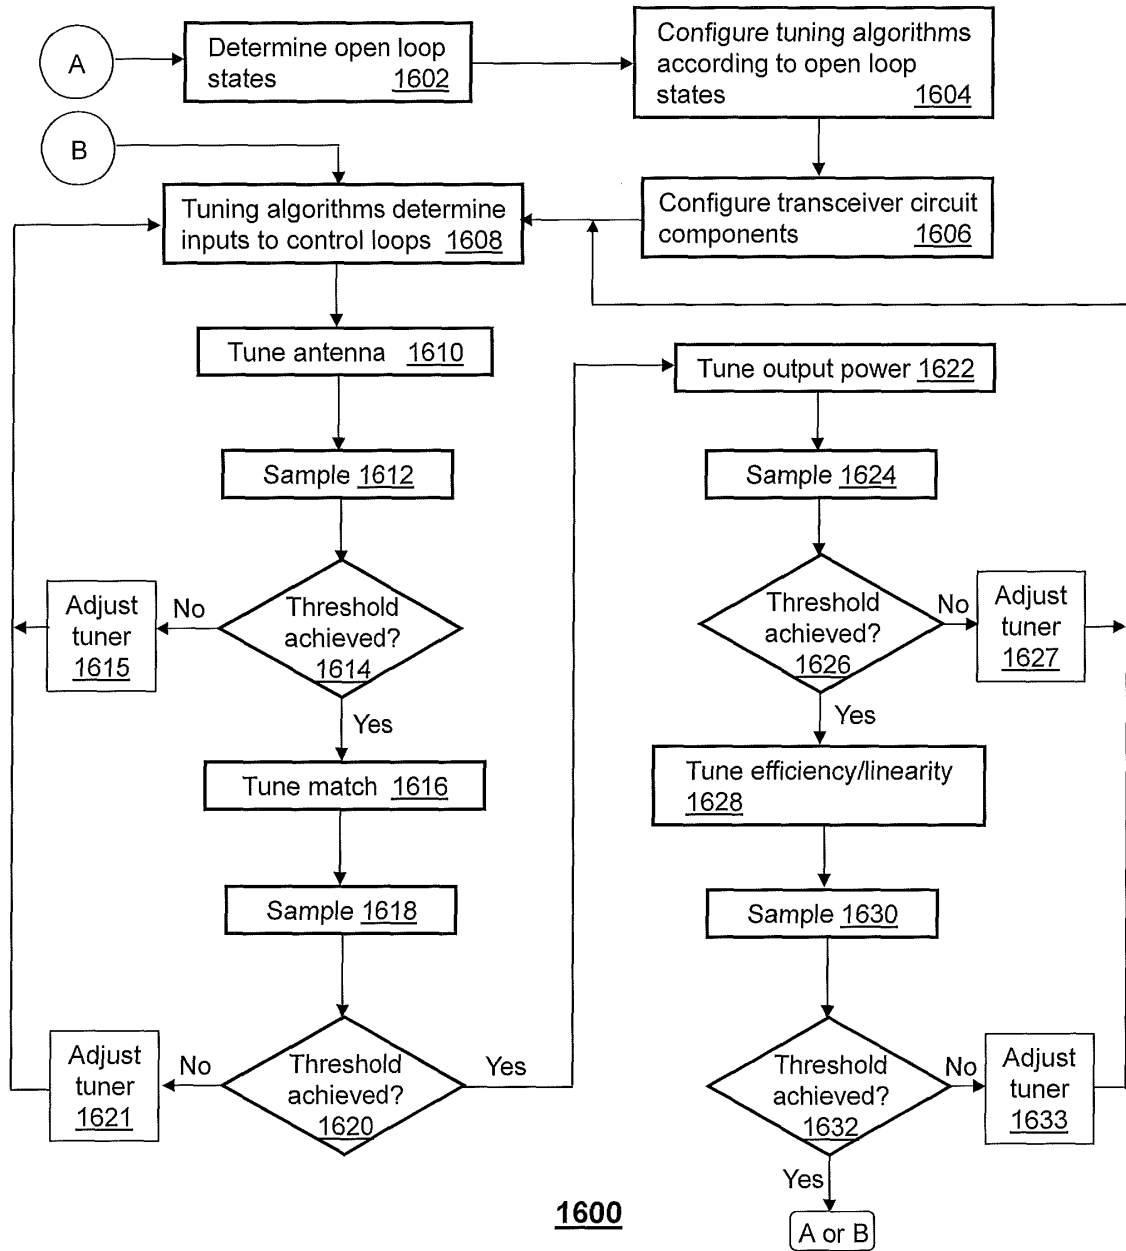 A
Determine open loop
states 1602
Configure tuning algorithms
according to open loop
states 1604
B
Tuning algorithms determine
inputs to control loops 1608
Configure transceiver circuit
components 1606
Tune antenna 1610
Sample 1612
Threshold
achieved?
1614
No
Adjust
tuner
1615
Yes
Tune match 1616
Sample 1618
Threshold
achieved?
1620
No
Adjust
tuner
1621
Yes
Tune output power 1622
Sample 1624
Threshold
achieved?
1626
No
Adjust
tuner
1627
Yes
Tune efficiency/linearity
1628
Sample 1630
Threshold
achieved?
1632
No
Adjust
tuner
1633
Yes
A or B
1600